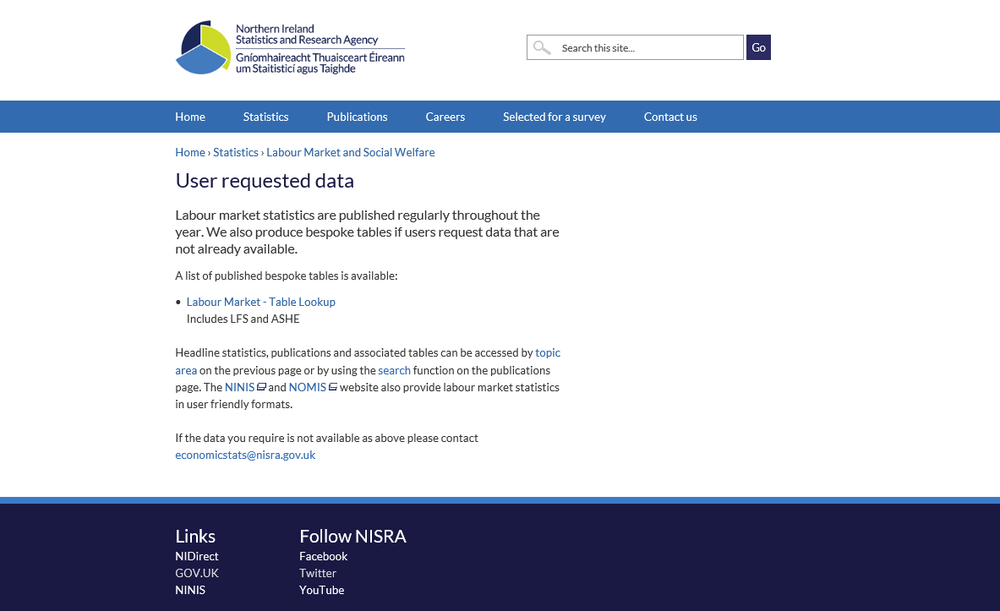 Northern Ireland
Statistics and Research Agency
Gníomhaireacht Thuaisceart Éireann
um Staitisticí agus Taighde
Search this site...
Go
Home Statistics Publications Careers Selected for a survey Contact us
Home › Statistics › Labour Market and Social Welfare
User requested data
Labour market statistics are published regularly throughout the
year. We also produce bespoke tables if users request data that are
not already available.
A list of published bespoke tables is available:
• Labour Market - Table Lookup
Includes LFS and ASHE
Headline statistics, publications and associated tables can be accessed by topic
area on the previous page or by using the search function on the publications
page. The NINIS and NOMIS website also provide labour market statistics
in user friendly formats.
If the data you require is not available as above please contact
economicstats@nisra.gov.uk
Links
NIDirect
GOV.UK
NINIS
Follow NISRA
Facebook
Twitter
YouTube